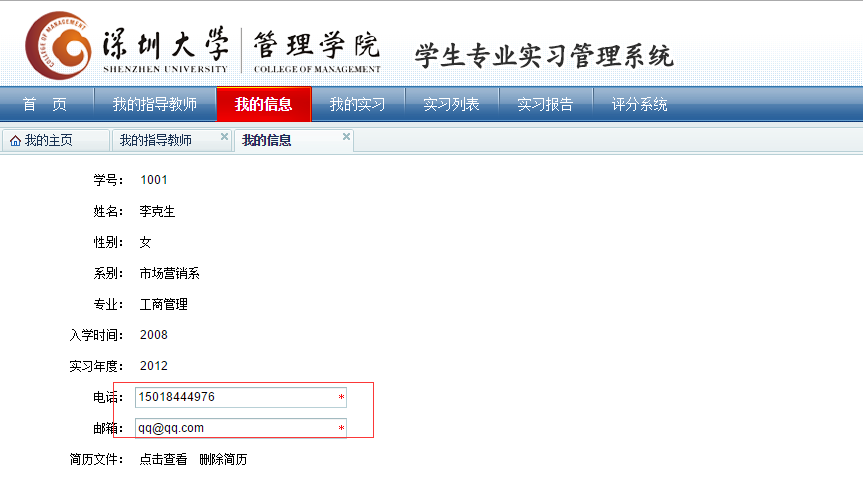 深圳大学 管理学院 学生专业实习管理系统
SHENZHEN UNIVERSITY COLLEGE OF MANAGEMENT
COLLEGE OF MANAGEMENT
首 页 我的指导教师 我的信息 我的实习 实习列表 实习报告 评分系统
我的主页 我的指导教师 × 我的信息 ×
学号： 1001
姓名： 李克生
性别： 女
系别： 市场营销系
专业： 工商管理
入学时间： 2008
实习年度： 2012
电话： 15018444976 *
邮箱： qq@qq.com *
简历文件： 点击查看 删除简历